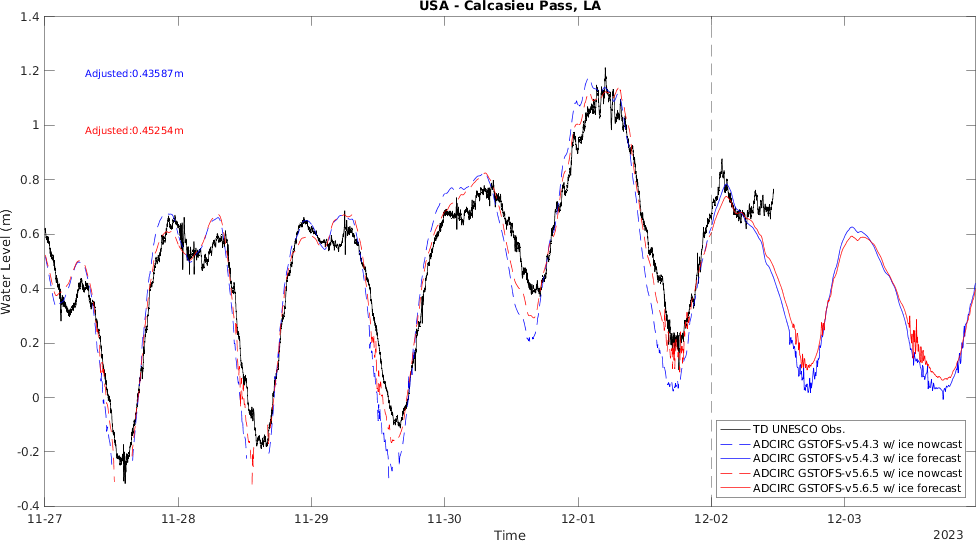 USA - Calcasieu Pass, LA
1.4
1.2
1
0.8
0.6
0.4
0.2
0
-0.2
-0.4
Water Level (m)
Adjusted:0.43587m
Adjusted:0.45254m
TD UNESCO Obs.
ADCIRC GSTOFS-v5.4.3 w/ ice nowcast
ADCIRC GSTOFS-v5.4.3 w/ ice forecast
ADCIRC GSTOFS-v5.6.5 w/ ice nowcast
ADCIRC GSTOFS-v5.6.5 w/ ice forecast
11-27 11-28 11-29 11-30 12-01 12-02 12-03
Time
2023